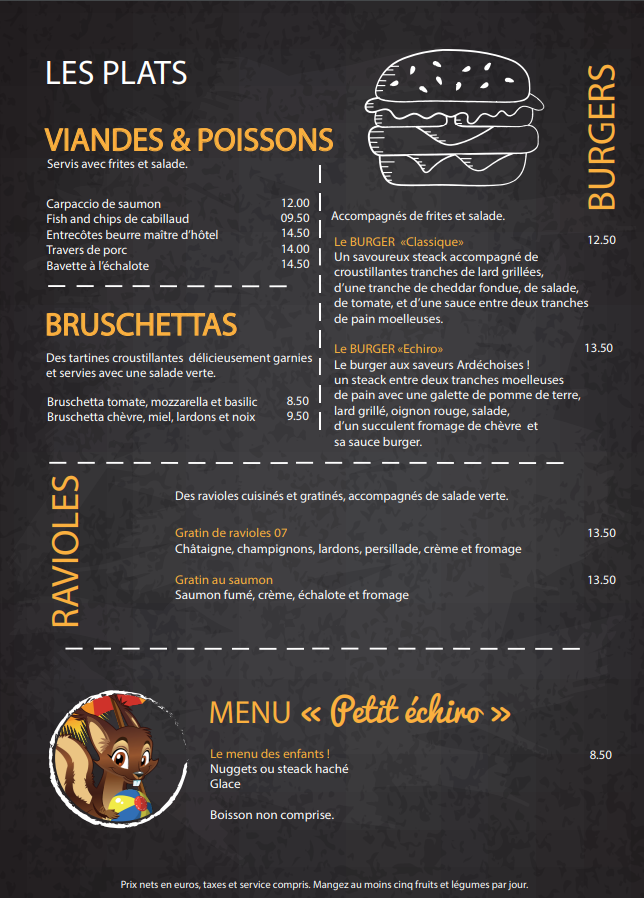 LES PLATS
VIANDES & POISSONS
Servis avec frites et salade.
Carpaccio de saumon 12.00
Fish and chips de cabillaud 09.50
Entrecôtes beurre maître d'hôtel 14.50
Travers de porc 14.00
Bavette à l'échalote 14.50
BRUSCHETTAS
Des tartines croustillantes délicieusement garnies
et servies avec une salade verte.
Bruschetta tomate, mozzarella et basilic 8.50
Bruschetta chèvre, miel, lardons et noix 9.50
BURGERS
Accompagnés de frites et salade.
Le BURGER «Classique» 12.50
Un savoureux steack accompagné de
croustillantes tranches de lard grillées,
d'une tranche de cheddar fondue, de salade,
de tomate, et d'une sauce entre deux tranches
de pain moelleuses.
Le BURGER «Echiro» 13.50
Le burger aux saveurs Ardéchoises !
un steack entre deux tranches moelleuses
de pain avec une galette de pomme de terre,
lard grillé, oignon rouge, salade,
d'un succulent fromage de chèvre et
sa sauce burger.
RAVIOLES
Des ravioles cuisinés et gratinés, accompagnés de salade verte.
Gratin de ravioles 07 13.50
Châtaigne, champignons, lardons, persillade, crème et fromage
Gratin au saumon 13.50
Saumon fumé, crème, échalote et fromage
MENU « Petit échiro »
Le menu des enfants ! 8.50
Nuggets ou steack haché
Glace
Boisson non comprise.
Prix nets en euros, taxes et service compris. Mangez au moins cinq fruits et légumes par jour.